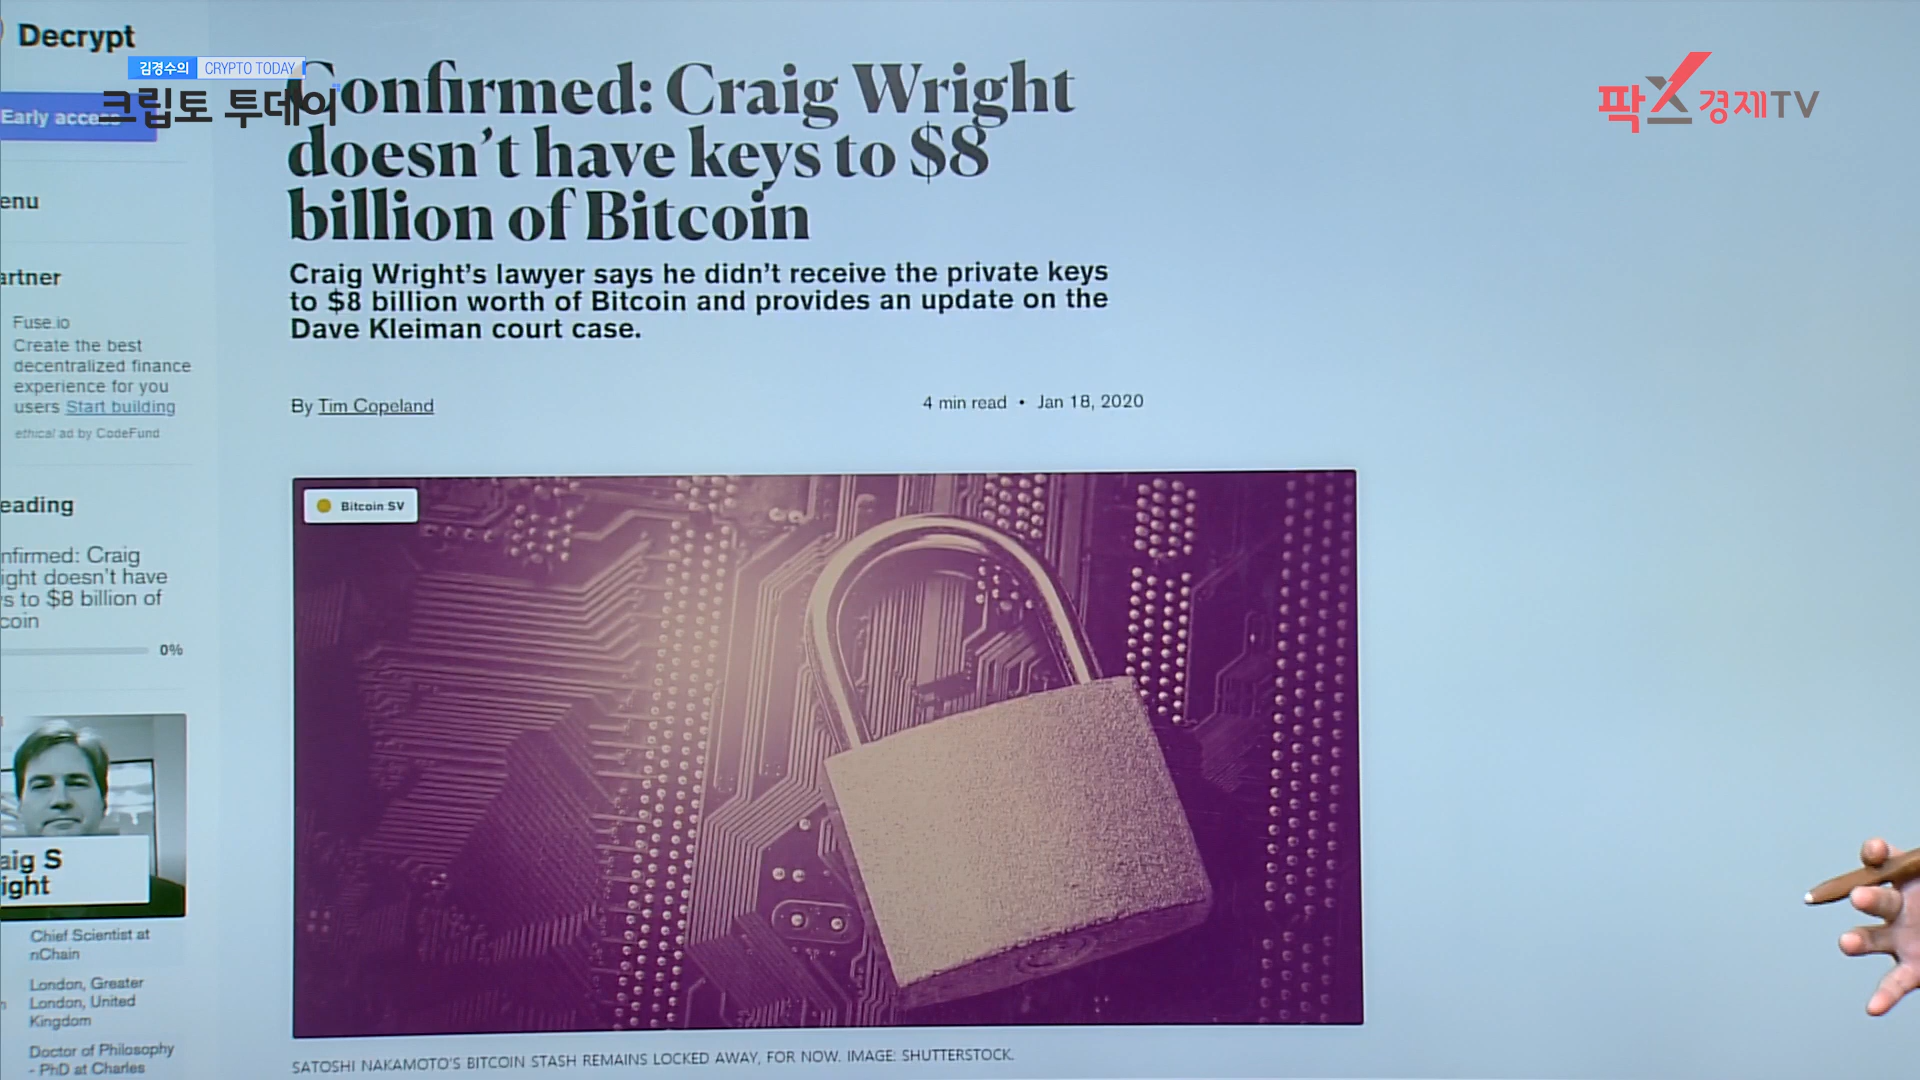 Decrypt
김경수의 CRYPTO TODAY
크립토 투데이
팍스경제TV
Early access
enu
artner
Fuse.io
Create the best
decentralized finance
experience for you
users Start building
ethical ad by CodeFund
eading
nfirmed: Craig
ight doesn't have
s to $8 billion of
coin
0%
aig S
ight
Chief Scientist at
nChain
London, Greater
London, United
Kingdom
Doctor of Philosophy
- PhD at Charles
Confirmed: Craig Wright
doesn't have keys to $8
billion of Bitcoin
Craig Wright's lawyer says he didn't receive the private keys
to $8 billion worth of Bitcoin and provides an update on the
Dave Kleiman court case.
By Tim Copeland
4 min read • Jan 18, 2020
Bitcoin SV
SATOSHI NAKAMOTO'S BITCOIN STASH REMAINS LOCKED AWAY, FOR NOW. IMAGE: SHUTTERSTOCK.